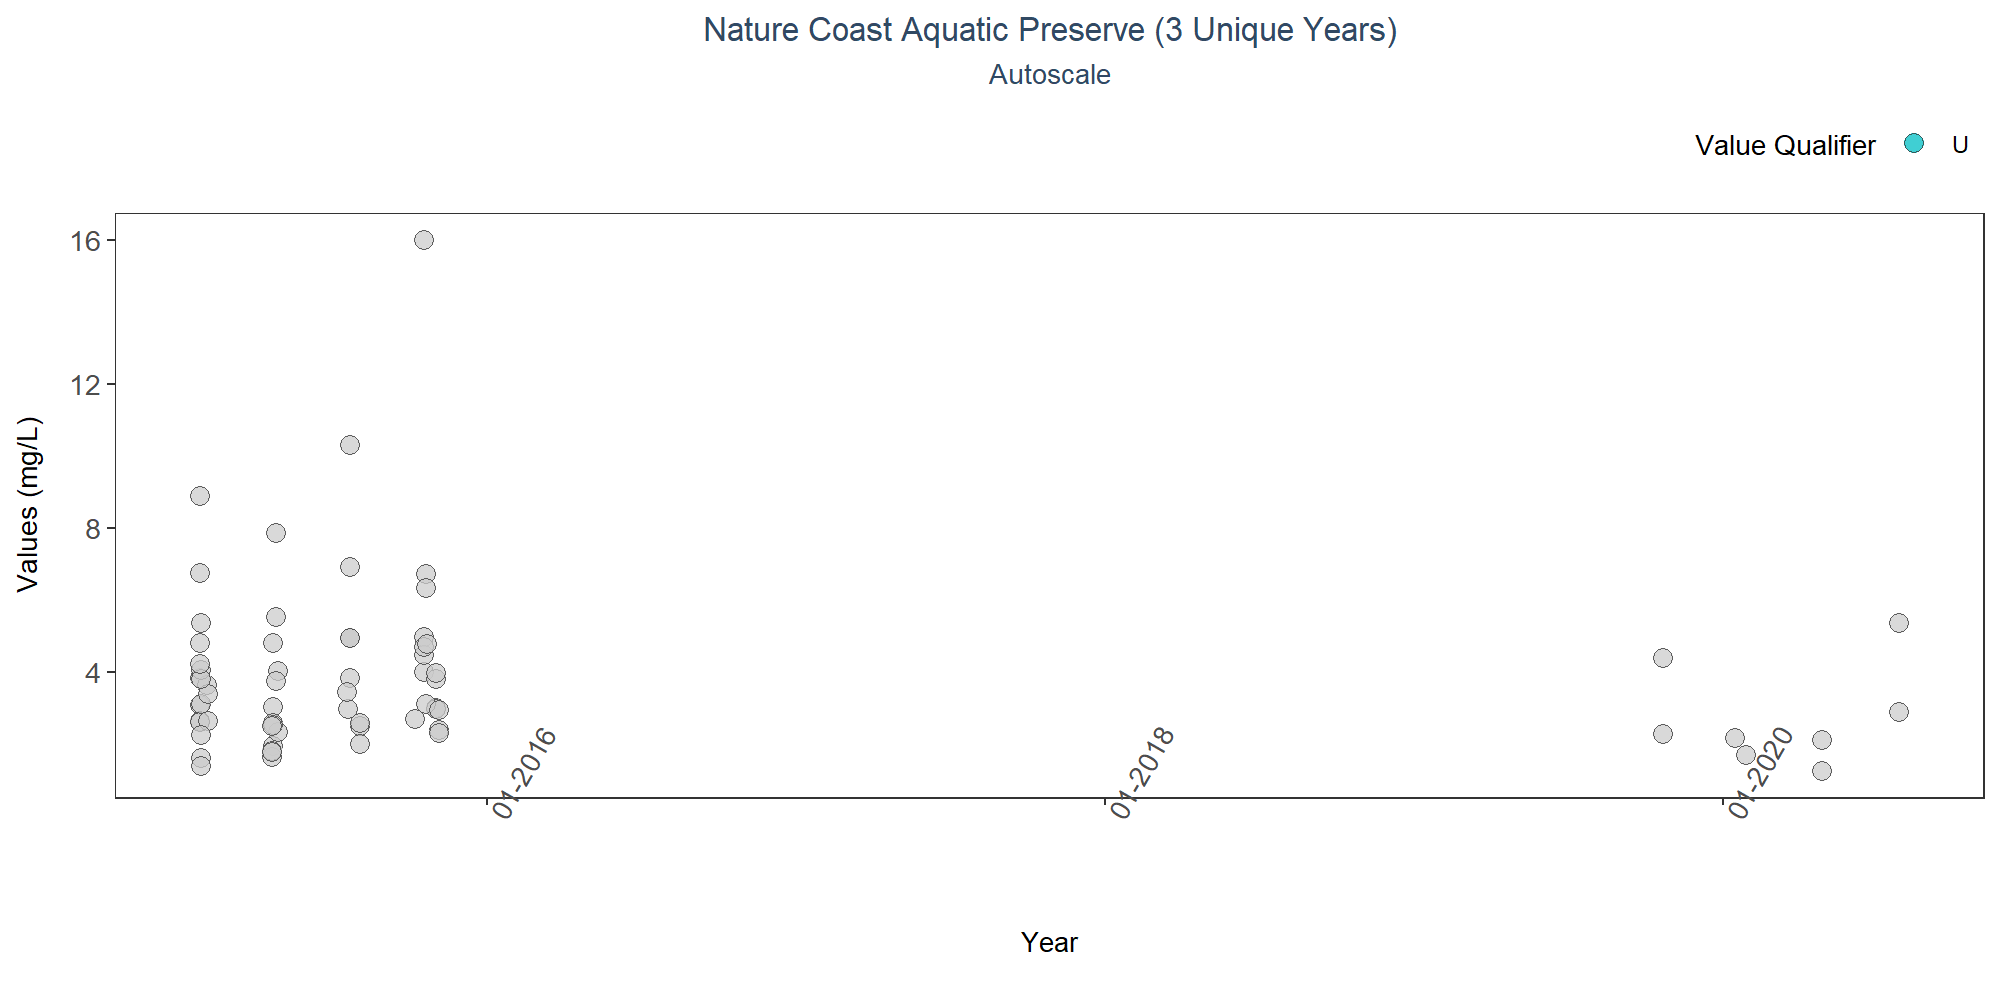 Nature Coast Aquatic Preserve (3 Unique Years)
Autoscale
Value Qualifier U
16
12
8
4
Values (mg/L)
01-2016
01-2018
01-2020
Year